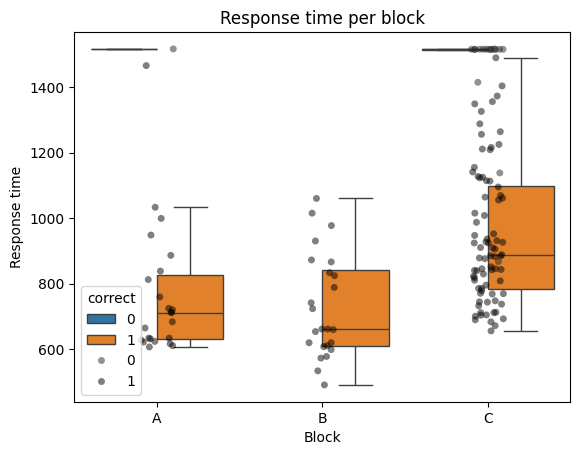 Response time per block
Response time
1400
1200
1000
800
600
correct
0
1
0
1
A
B
C
Block